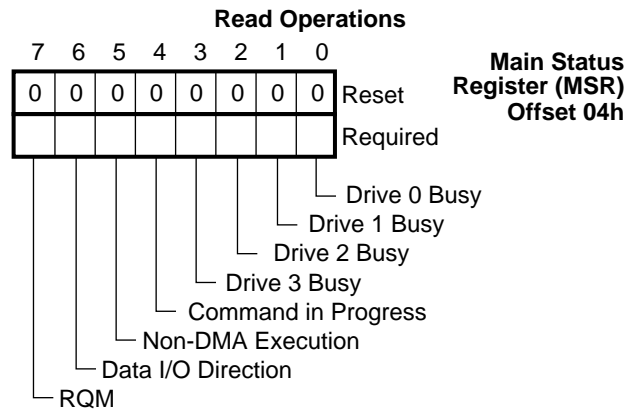 Read Operations
7 6 5 4 3 2 1 0
Main Status
Register (MSR)
Offset 04h
0 0 0 0 0 0 0 0 Reset
Required
Drive 0 Busy
Drive 1 Busy
Drive 2 Busy
Drive 3 Busy
Command in Progress
Non-DMA Execution
Data I/O Direction
RQM